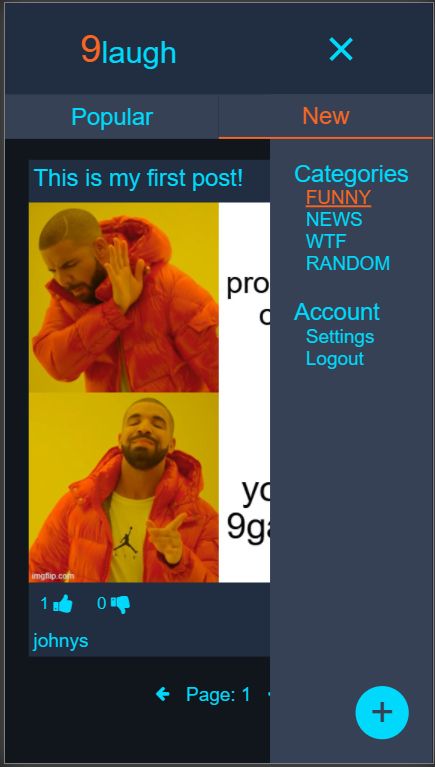 9laugh
Popular
New
This is my first post!
imgflip.com
1
0
johnys
Page: 1
Categories
FUNNY
NEWS
WTF
RANDOM
Account
Settings
Logout
+